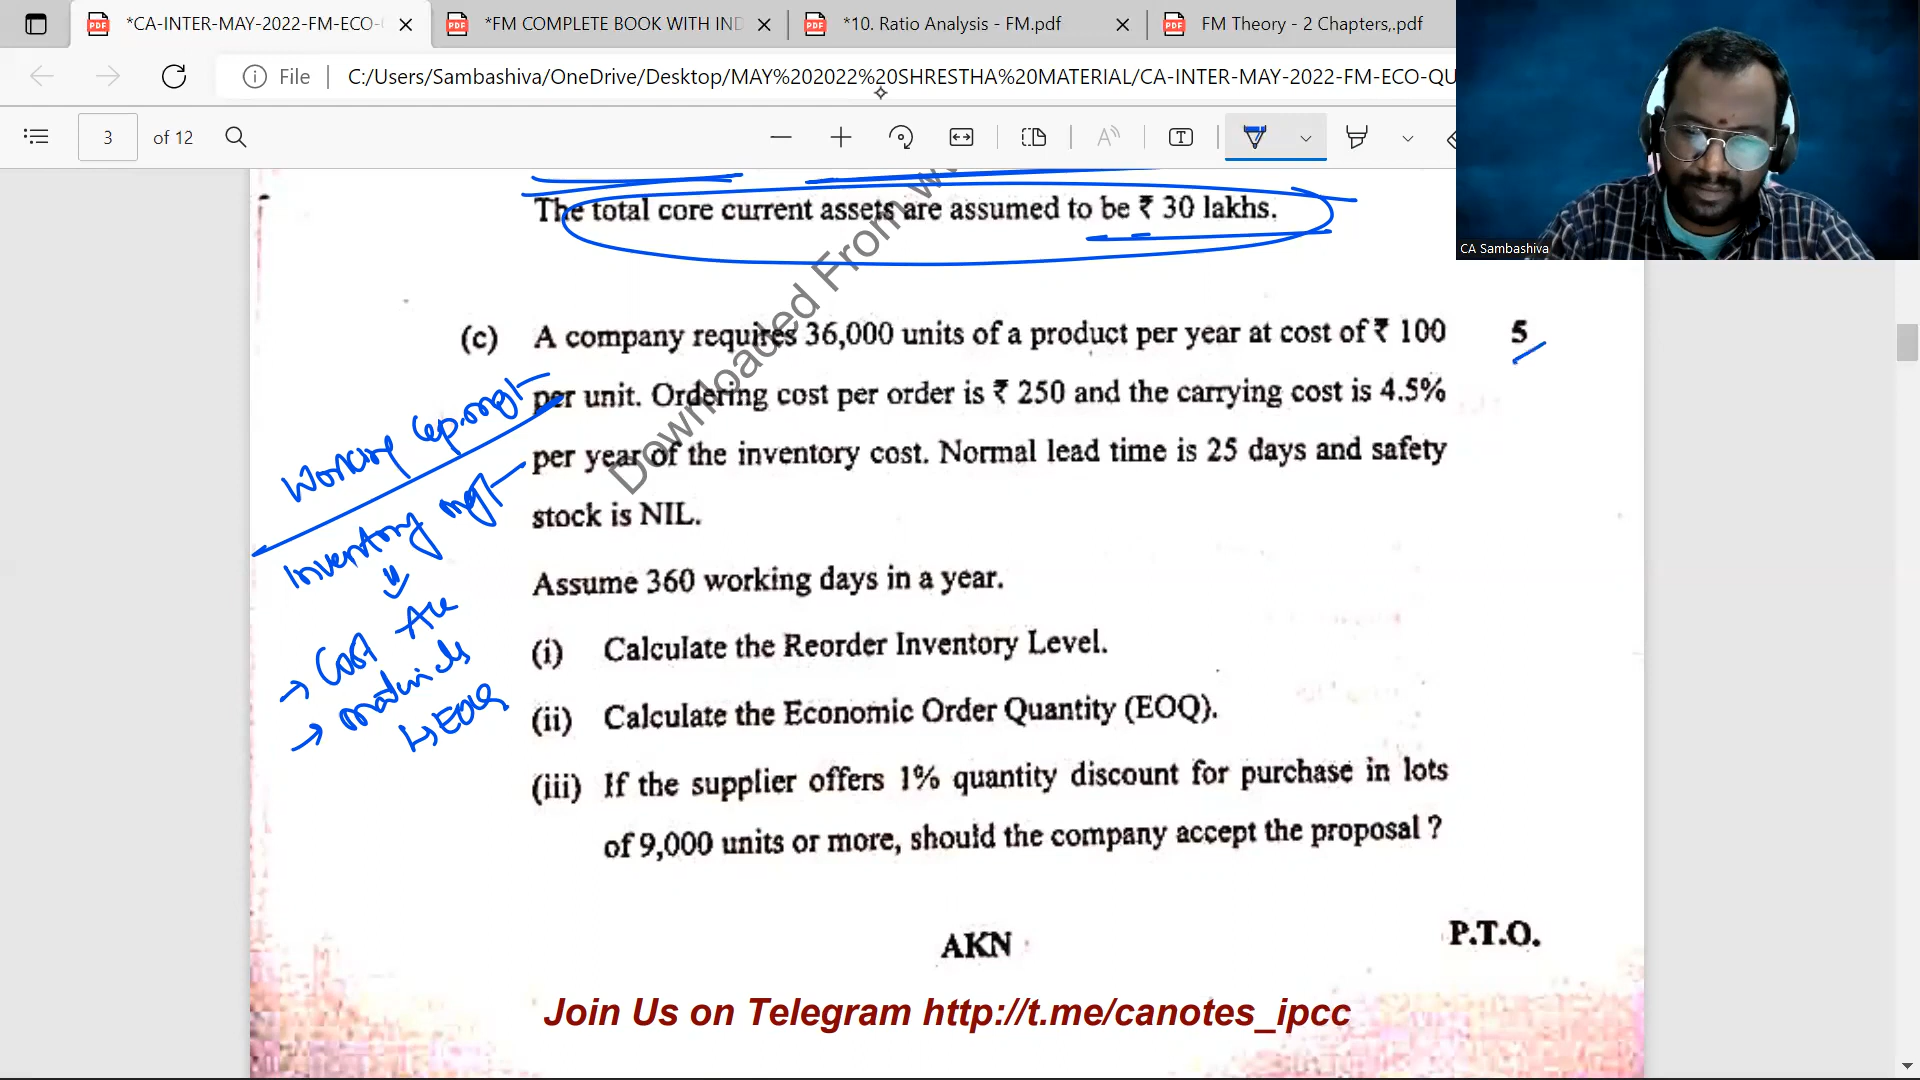 *CA-INTER-MAY-2022-FM-ECO-
*FM COMPLETE BOOK WITH IND
*10. Ratio Analysis - FM.pdf
FM Theory - 2 Chapters,.pdf
File
C:/Users/Sambashiva/OneDrive/Desktop/MAY%202022%20SHRESTHA%20MATERIAL/CA-INTER-MAY-2022-FM-ECO-QU
3 of 12
CA Sambashiva
The total core current assets are assumed to be ₹ 30 lakhs.
Downloaded From
(c) A company requires 36,000 units of a product per year at cost of ₹ 100 5
per unit. Ordering cost per order is ₹ 250 and the carrying cost is 4.5%
per year of the inventory cost. Normal lead time is 25 days and safety
stock is NIL.
Assume 360 working days in a year.
(i) Calculate the Reorder Inventory Level.
(ii) Calculate the Economic Order Quantity (EOQ).
(iii) If the supplier offers 1% quantity discount for purchase in lots
of 9,000 units or more, should the company accept the proposal ?
Working
Inventory mgt
→ Cost Acc
→ materials
↳ EOQ
AKN
P.T.O.
Join Us on Telegram http://t.me/canotes_ipcc